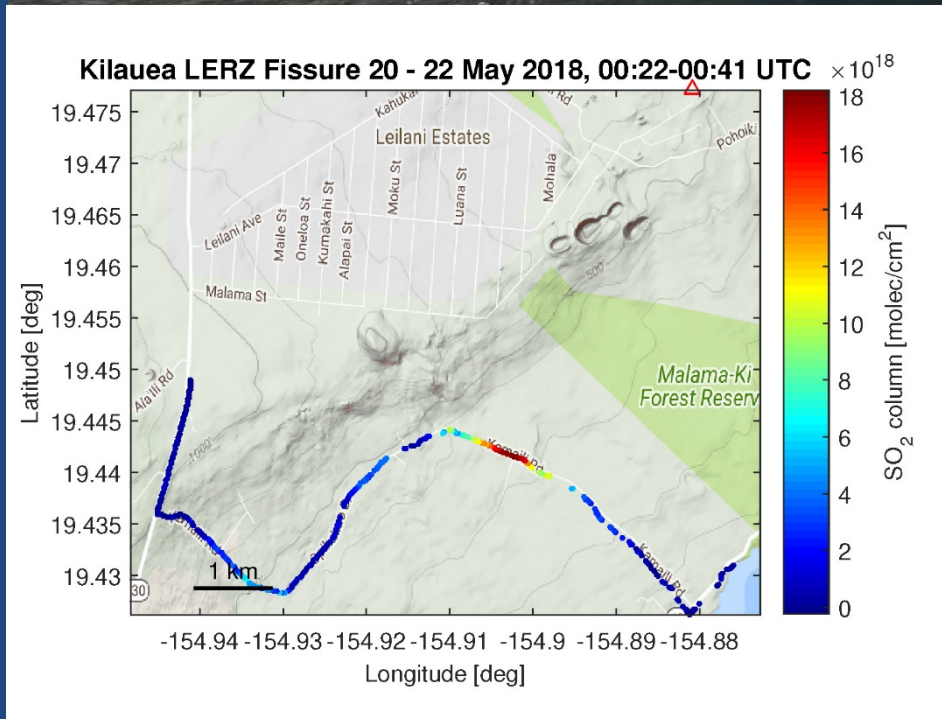 Kilauea LERZ Fissure 20 - 22 May 2018, 00:22-00:41 UTC
×10^18
19.475
19.47
19.465
19.46
19.455
19.45
19.445
19.44
19.435
19.43
Latitude [deg]
-154.94 -154.93 -154.92 -154.91 -154.9 -154.89 -154.88
Longitude [deg]
Rd
Leilani Estates
Pohoiki
Mohala
Moku St
Luana St
Kumakahi St
Oneloa St
Maile St
Alapai St
Leilani Ave
Malama St
500'
Malama-Ki
Forest Reserv
1000'
Kamaili Rd
Kamaili Rd
1 km
30
18
16
14
12
10
8
6
4
2
0
SO2 column [molec/cm2]